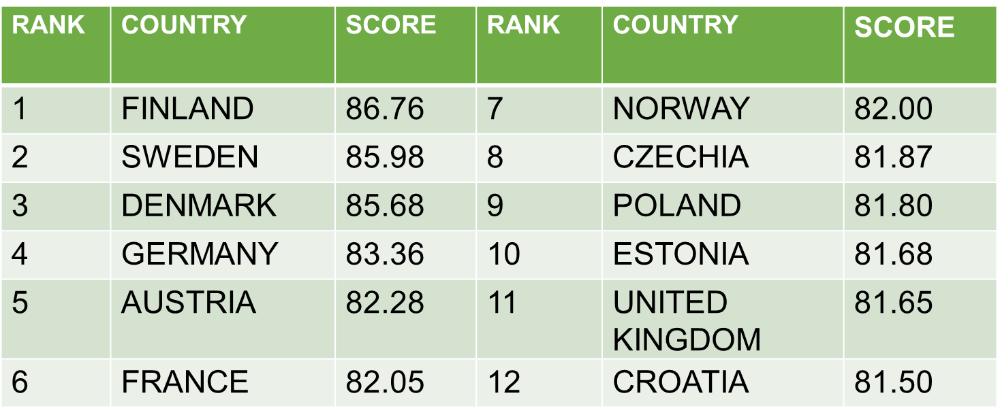 RANK COUNTRY SCORE RANK COUNTRY SCORE
1 FINLAND 86.76 7 NORWAY 82.00
2 SWEDEN 85.98 8 CZECHIA 81.87
3 DENMARK 85.68 9 POLAND 81.80
4 GERMANY 83.36 10 ESTONIA 81.68
5 AUSTRIA 82.28 11 UNITED 81.65
KINGDOM
6 FRANCE 82.05 12 CROATIA 81.50